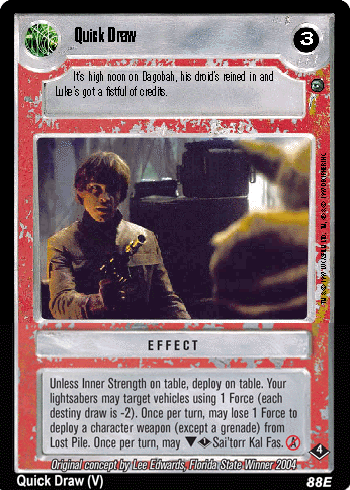 Quick Draw
3
It's high noon on Dagobah, his droid's reined in and
Luke's got a fistful of credits.
EFFECT
Unless Inner Strength on table, deploy on table. Your
lightsabers may target vehicles using 1 Force (each
destiny draw is -2). Once per turn, may lose 1 Force to
deploy a character weapon (except a grenade) from
Lost Pile. Once per turn, may Sai'torr Kal Fas. A
4
Original concept by Lee Edwards, Florida State Winner 2004
Quick Draw (V)
88E